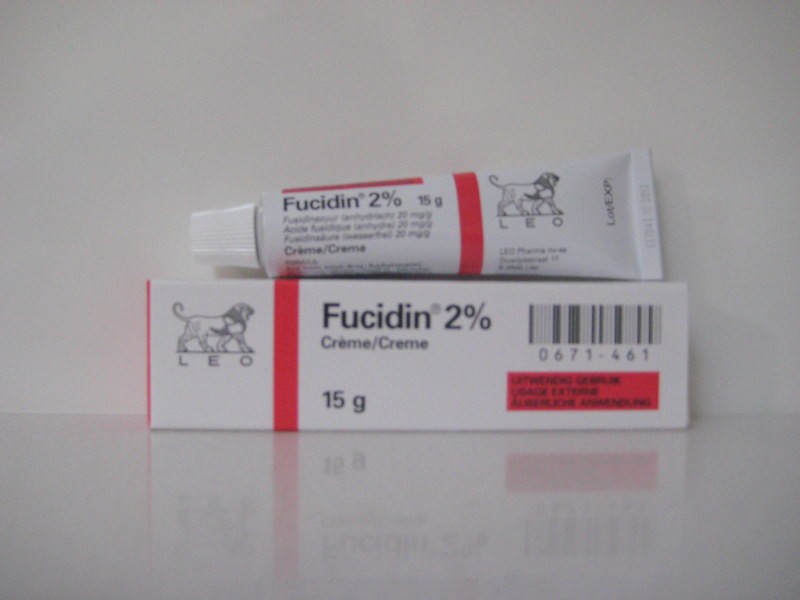 Fucidin® 2% 15 g
Fusidinezuur (anhydrisch) 20 mg/g
Acide fusidique (anhydre) 20 mg/g
Fusidinsäure (wasserfrei) 20 mg/g
Crème/Creme
LEO
Lot/EXP:
LEO Pharma
LEO
Fucidin® 2%
Crème/Creme
15 g
0671-461
UITWENDIG GEBRUIK
USAGE EXTERNE
ÄUßERLICHE ANWENDUNG